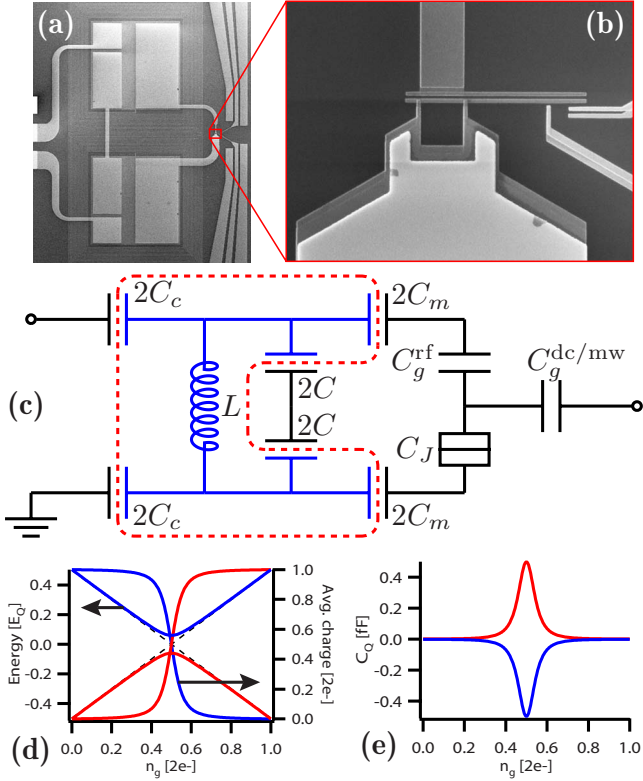 (a)
(b)
2C_c
2C_m
C_g^rf
C_g^dc/mw
(c)
L
2C
2C
C_J
2C_c
2C_m
0.4
0.2
0.0
-0.2
-0.4
Energy [E_Q]
1.0
0.8
0.6
0.4
0.2
0.0
Avg. charge [2e-]
0.0 0.2 0.4 0.6 0.8 1.0
n_g [2e-]
(d)
0.4
0.2
0.0
-0.2
-0.4
C_Q [fF]
0.0 0.2 0.4 0.6 0.8 1.0
n_g [2e-]
(e)